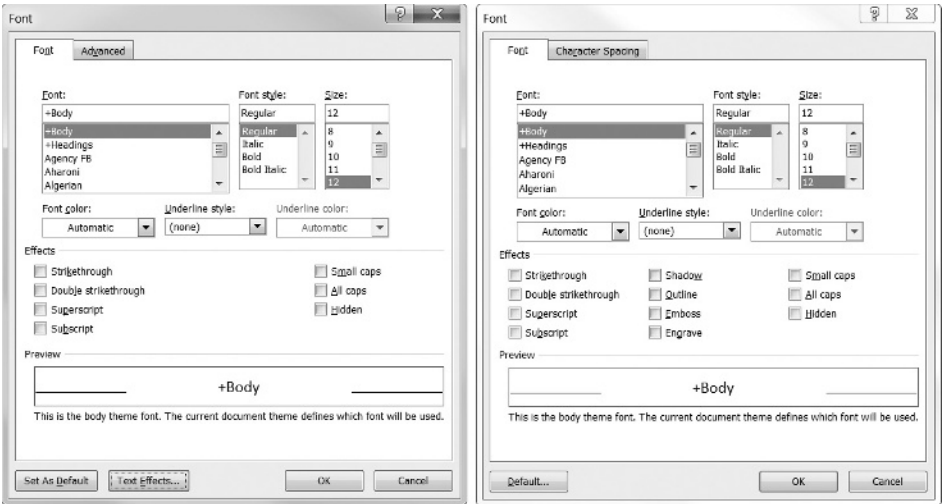 Font
Font Advanced
Font: Font style: Size:
+Body Regular 12
+Body Regular 8
+Headings Italic 9
Agency FB Bold 10
Aharoni Bold Italic 11
Algerian 12
Font color: Underline style: Underline color:
Automatic (none) Automatic
Effects
Strikethrough Small caps
Double strikethrough All caps
Superscript Hidden
Subscript
Preview
+Body
This is the body theme font. The current document theme defines which font will be used.
Set As Default Text Effects... OK Cancel
Font
Font Character Spacing
Font: Font style: Size:
+Body Regular 12
+Body Regular 8
+Headings Italic 9
Agency FB Bold 10
Aharoni Bold Italic 11
Algerian 12
Font color: Underline style: Underline color:
Automatic (none) Automatic
Effects
Strikethrough Shadow Small caps
Double strikethrough Outline All caps
Superscript Emboss Hidden
Subscript Engrave
Preview
+Body
This is the body theme font. The current document theme defines which font will be used.
Default... OK Cancel